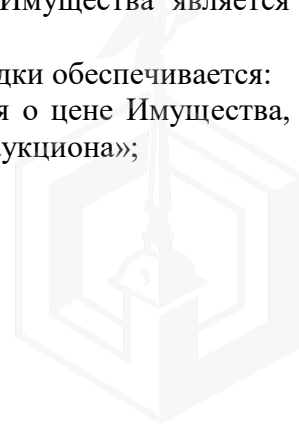 Имущества является
дки обеспечивается:
я о цене Имущества,
укциона»;